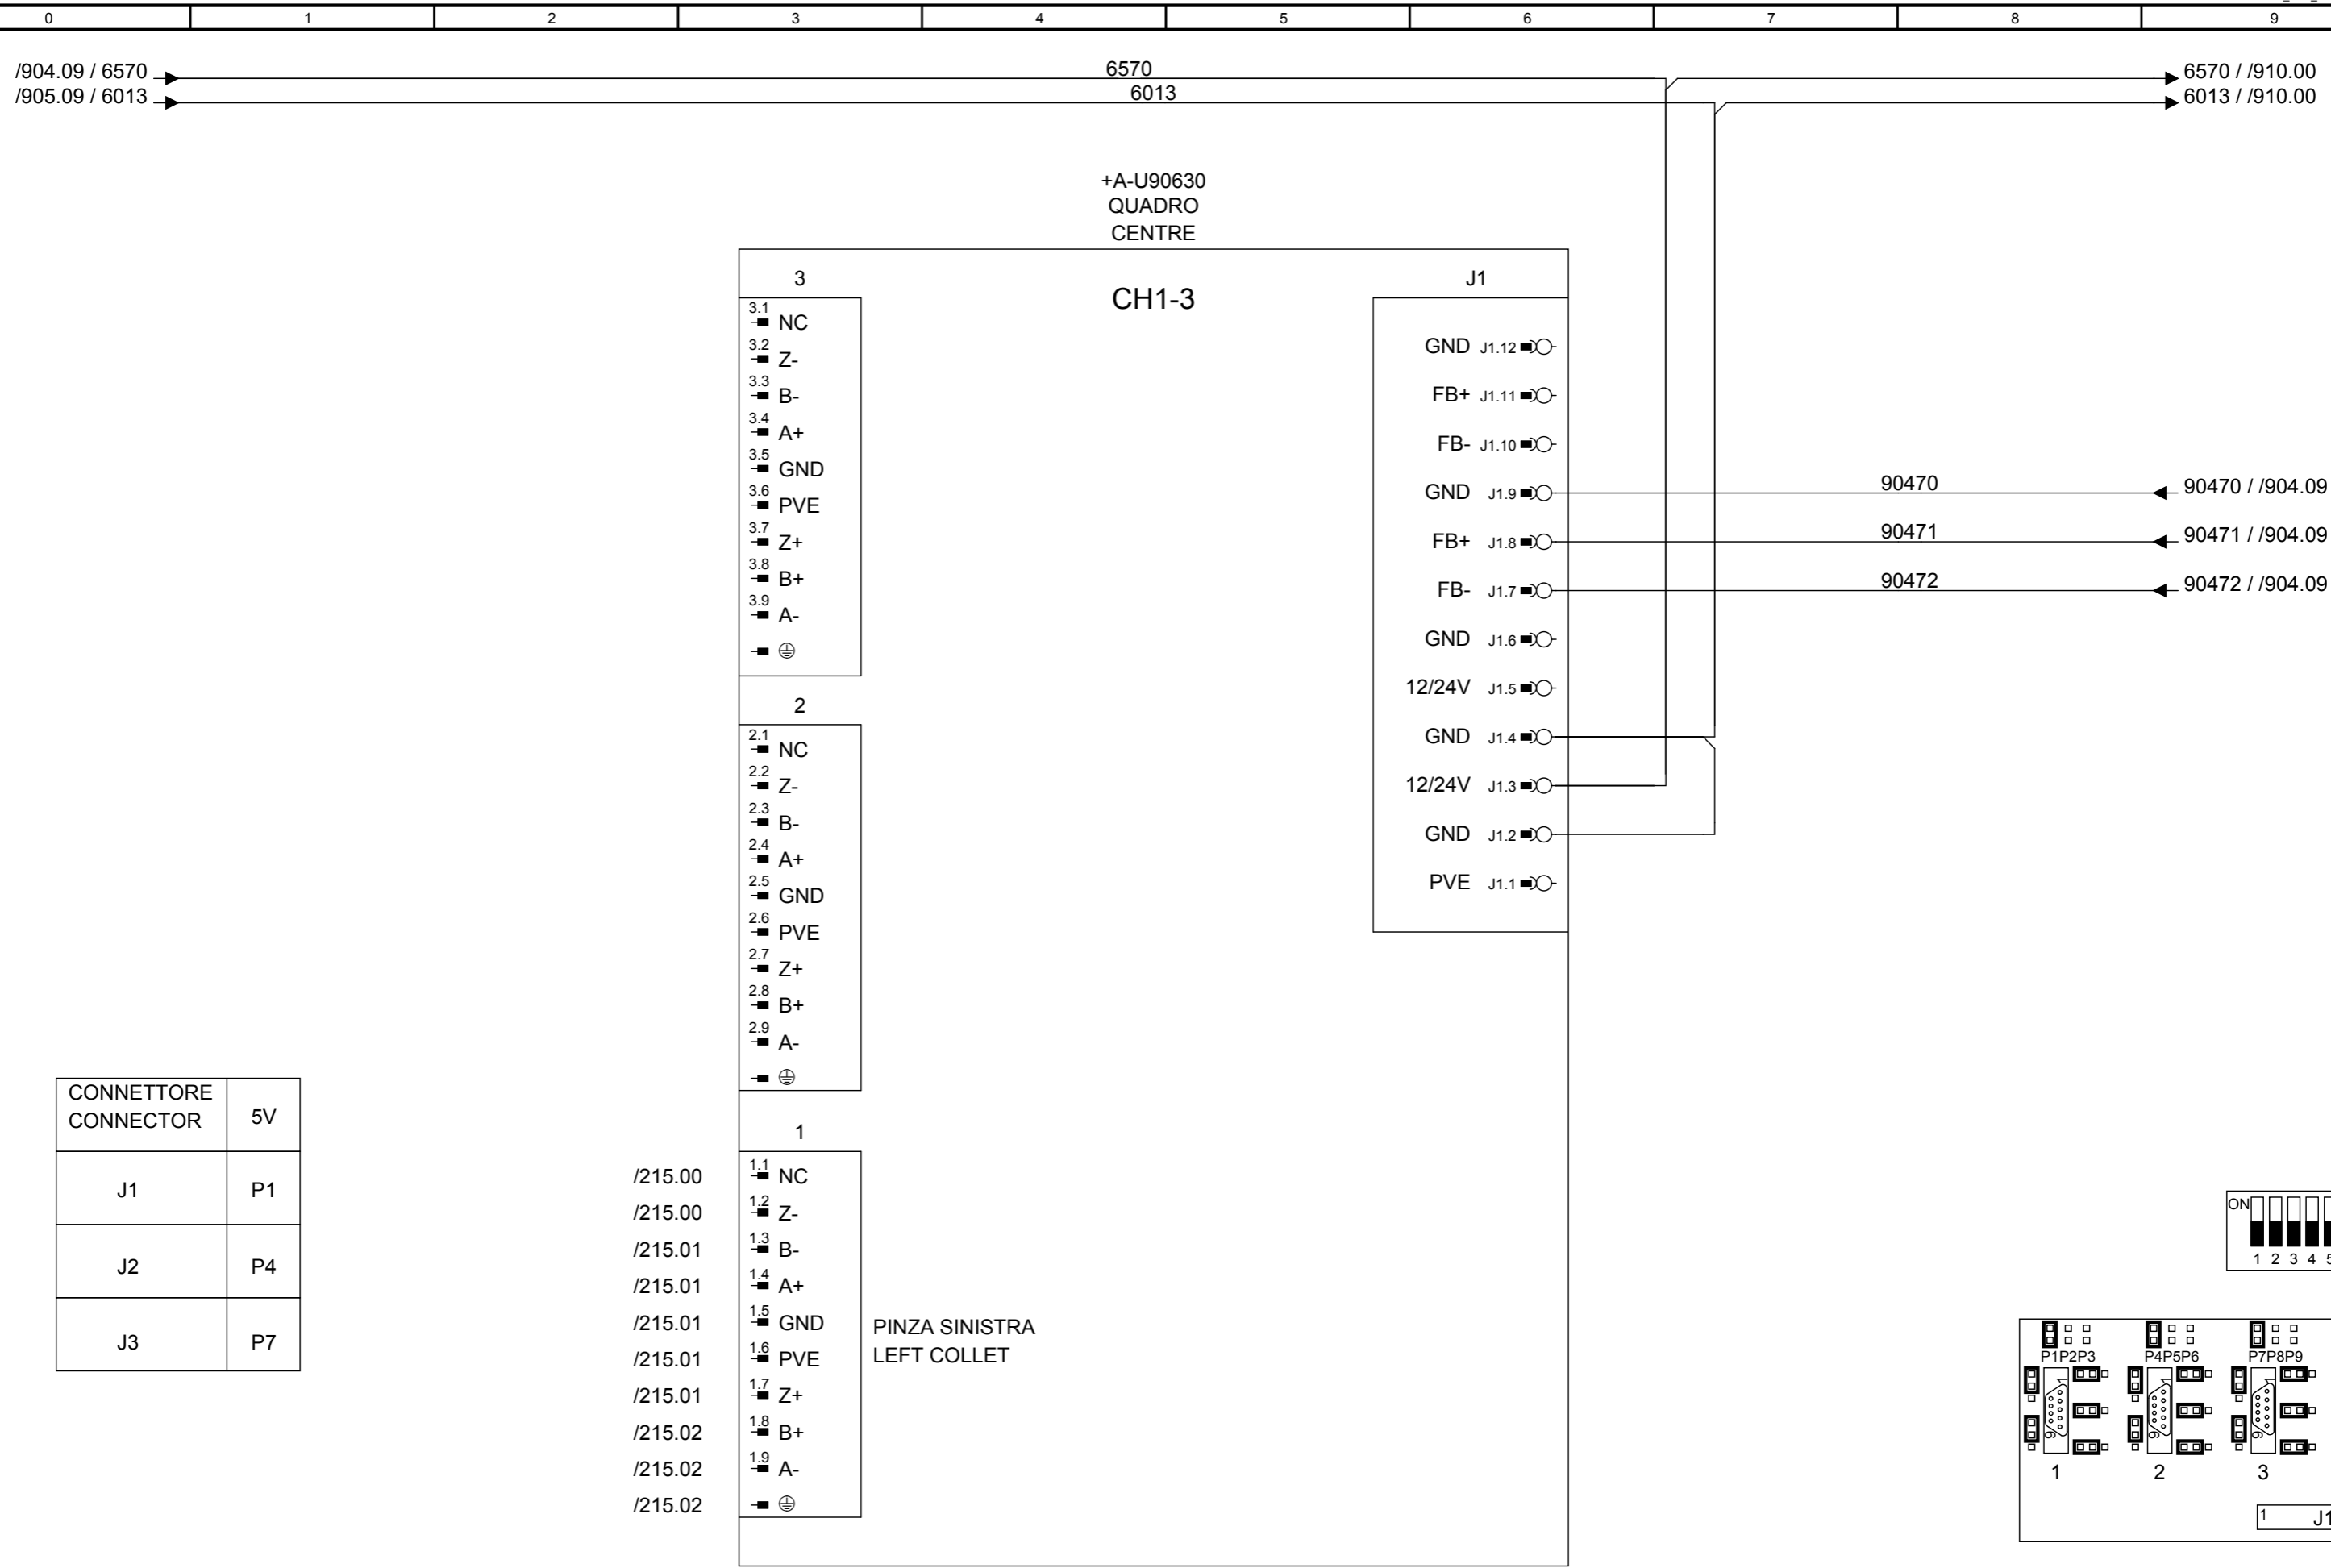 0 1 2 3 4 5 6 7 8 9
/904.09 / 6570
6570
6570 / /910.00
/905.09 / 6013
6013
6013 / /910.00
+A-U90630
QUADRO
CENTRE
CH1-3
3
3.1 NC
3.2 Z-
3.3 B-
3.4 A+
3.5 GND
3.6 PVE
3.7 Z+
3.8 B+
3.9 A-
2
2.1 NC
2.2 Z-
2.3 B-
2.4 A+
2.5 GND
2.6 PVE
2.7 Z+
2.8 B+
2.9 A-
1
/215.00 1.1 NC
/215.00 1.2 Z-
/215.01 1.3 B-
/215.01 1.4 A+
/215.01 1.5 GND
/215.01 1.6 PVE
/215.01 1.7 Z+
/215.02 1.8 B+
/215.02 1.9 A-
/215.02
PINZA SINISTRA
LEFT COLLET
J1
GND J1.12
FB+ J1.11
FB- J1.10
GND J1.9 90470 90470 / /904.09
FB+ J1.8 90471 90471 / /904.09
FB- J1.7 90472 90472 / /904.09
GND J1.6
12/24V J1.5
GND J1.4
12/24V J1.3
GND J1.2
PVE J1.1
CONNETTORE
CONNECTOR
5V
J1 P1
J2 P4
J3 P7
ON
1 2 3 4 5
P1P2P3 P4P5P6 P7P8P9
1 1 1
9 9 9
1 2 3
1 J1